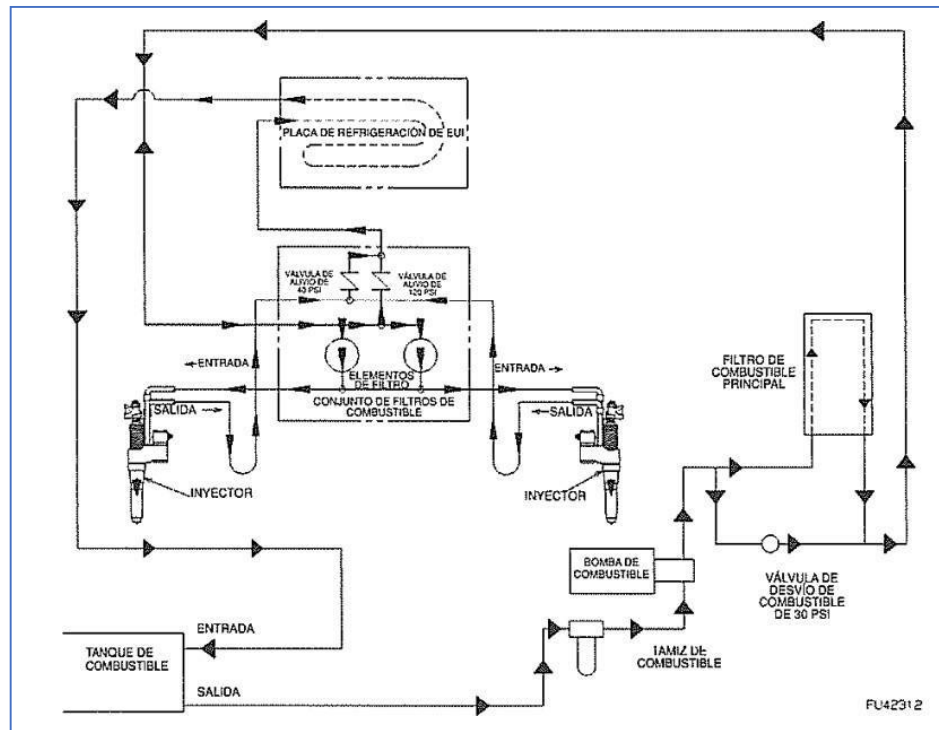 PLACA DE REFRIGERACIÓN DE EUI
VÁLVULA DE
ALIVIO DE
40 PSI
VÁLVULA DE
ALIVIO DE
120 PSI
ENTRADA
ENTRADA
ELEMENTOS
DE FILTRO
CONJUNTO DE FILTROS DE
COMBUSTIBLE
SALIDA
SALIDA
INYECTOR
INYECTOR
FILTRO DE
COMBUSTIBLE
PRINCIPAL
BOMBA DE
COMBUSTIBLE
VÁLVULA DE
DESVÍO DE
COMBUSTIBLE
DE 30 PSI
TAMIZ DE
COMBUSTIBLE
ENTRADA
TANQUE DE
COMBUSTIBLE
SALIDA
FU42312